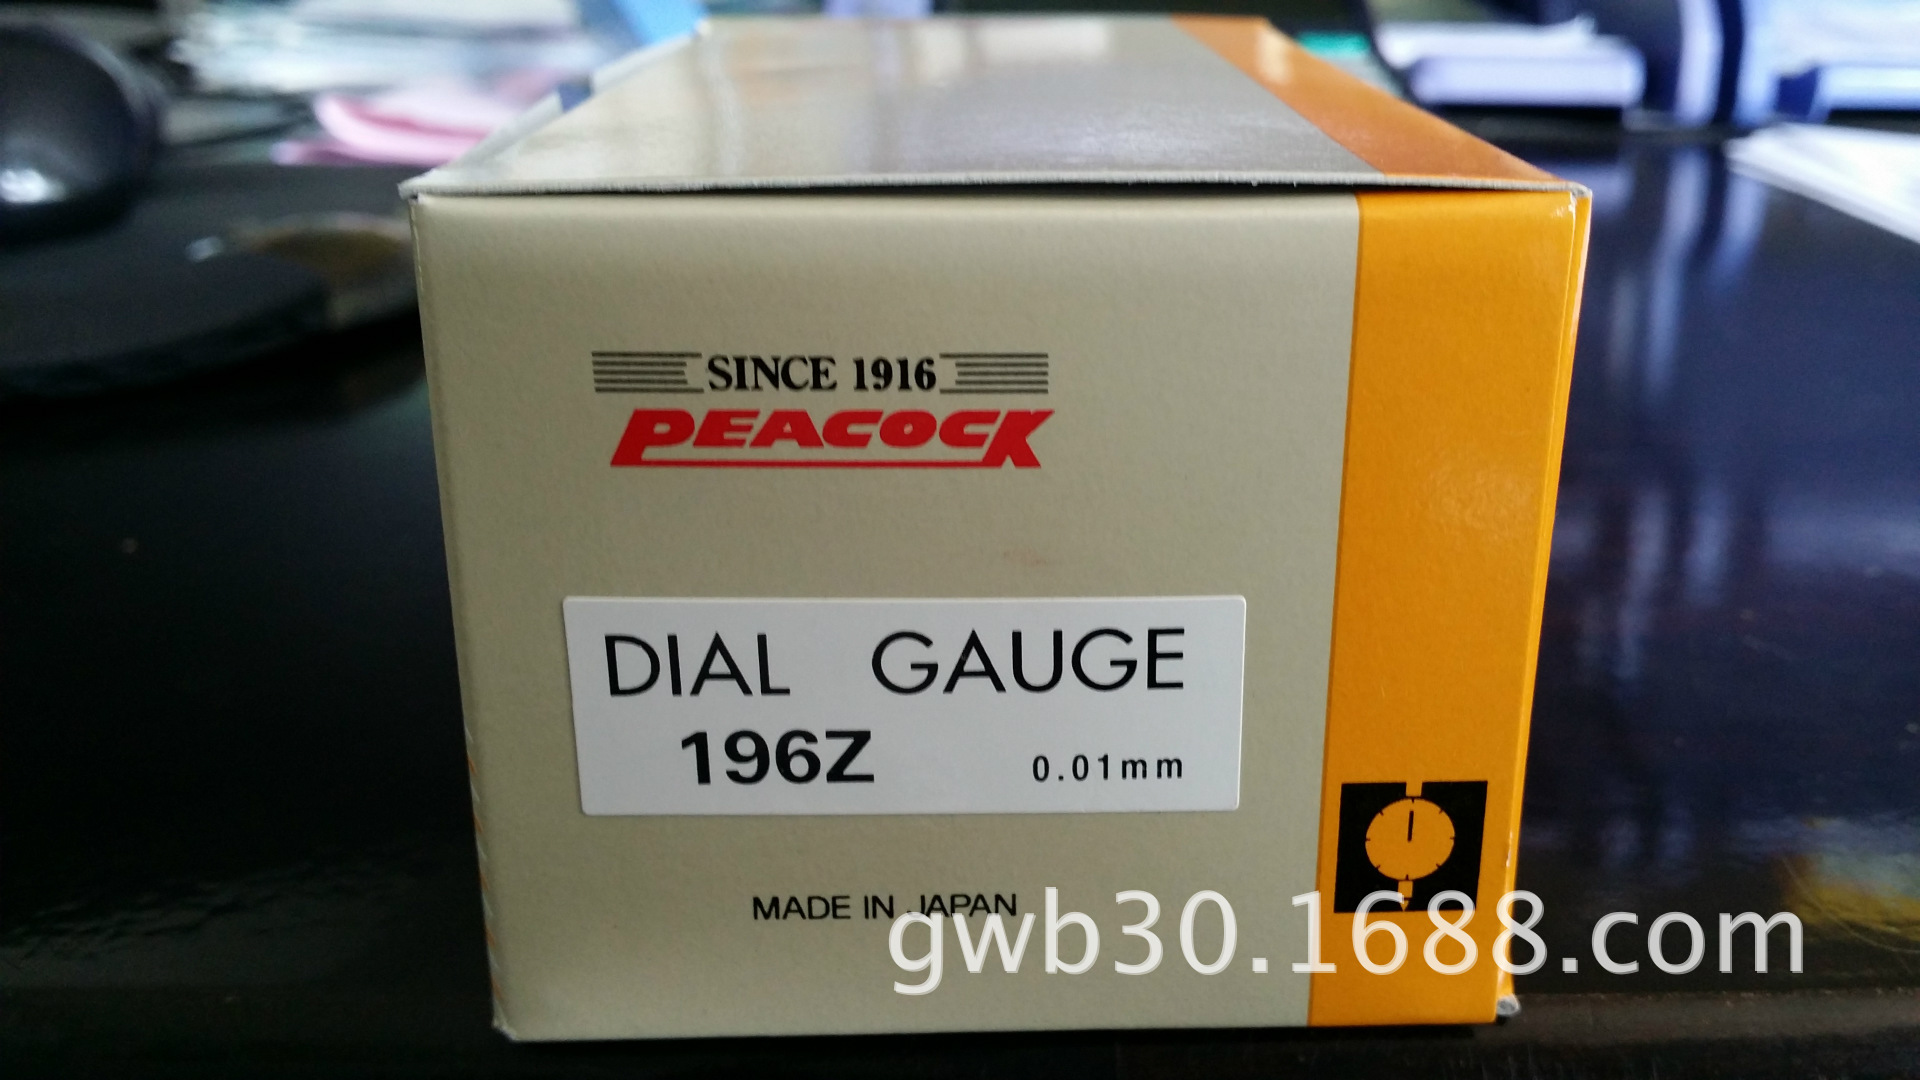 SINCE 1916
PEACOCK
DIAL GAUGE
196Z 0.01mm
MADE IN JAPAN
gwb30.1688.com